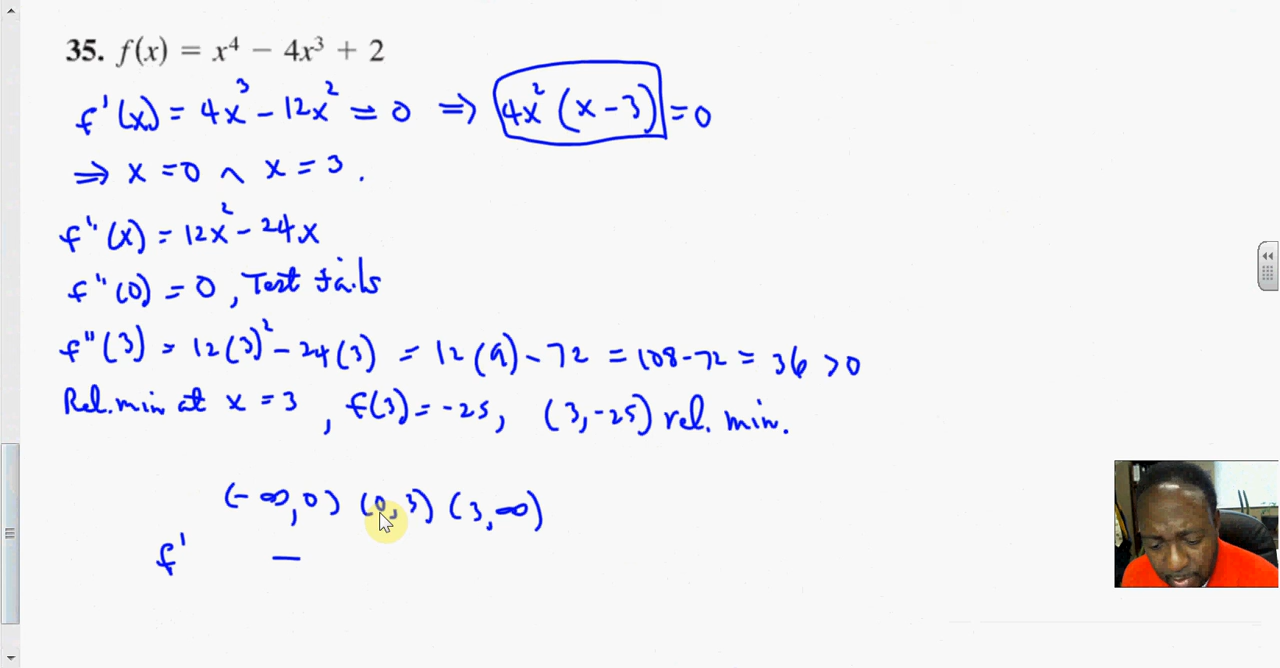 35. f(x) = x⁴ − 4x³ + 2
f'(x) = 4x³ − 12x² = 0 ⇒ 4x² (x − 3) = 0
⇒ x = 0 ∧ x = 3.
f''(x) = 12x² − 24x
f''(0) = 0, Test fails
f''(3) = 12(3)² − 24(3) = 12(9) − 72 = 108 − 72 = 36 > 0
Rel. min at x = 3, f(3) = −25, (3, −25) rel. min.
(−∞, 0) (0, 3) (3, ∞)
f' −